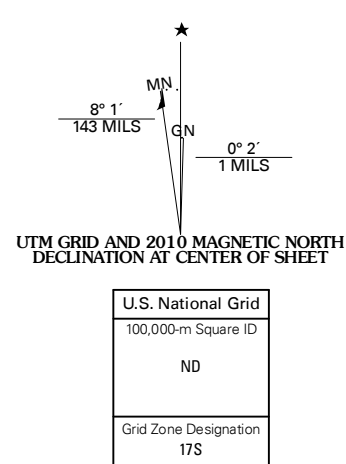 MN
8° 1´
143 MILS
GN
0° 2´
1 MILS
UTM GRID AND 2010 MAGNETIC NORTH
DECLINATION AT CENTER OF SHEET
U.S. National Grid
100,000-m Square ID
ND
Grid Zone Designation
17S